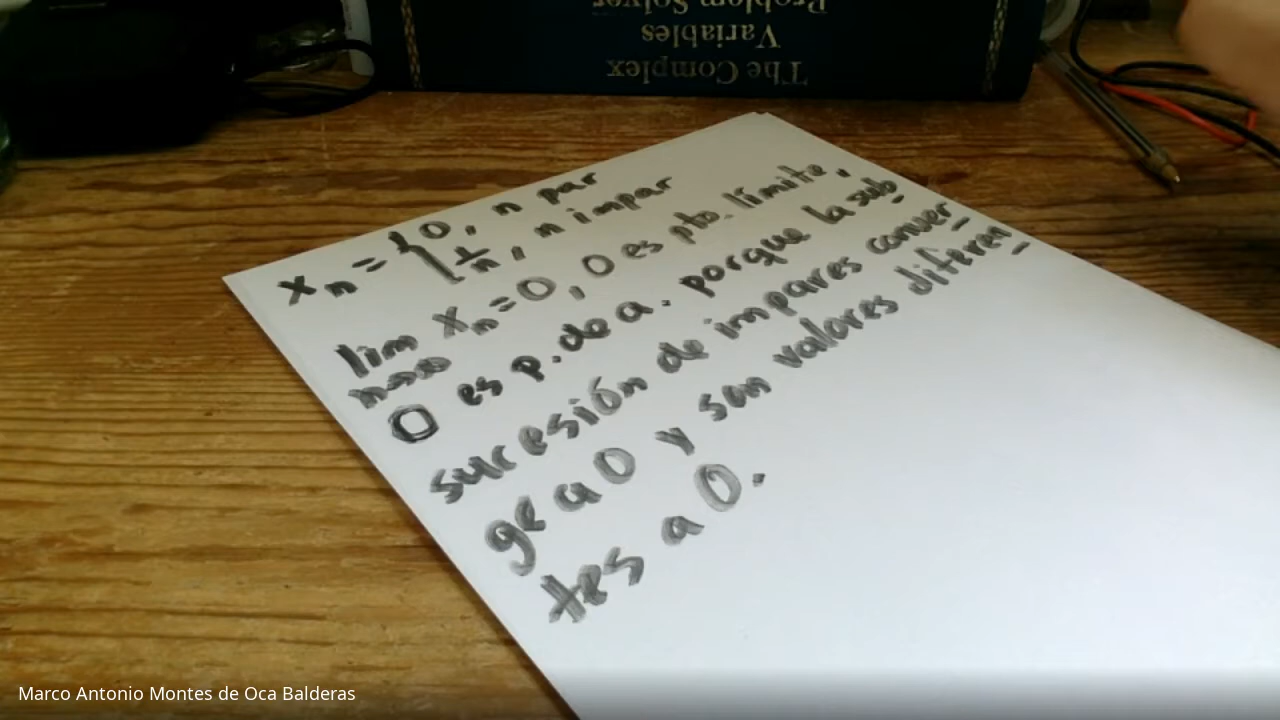 The Complex
Variables
Problem Solver
xₙ = { 0, n par
1/n, n impar
lim xₙ = 0, 0 es pto. límite,
n→∞
0 es p. de a. porque la sub
sucesión de impares conver
ge a 0 y son valores diferen
tes a 0.
Marco Antonio Montes de Oca Balderas